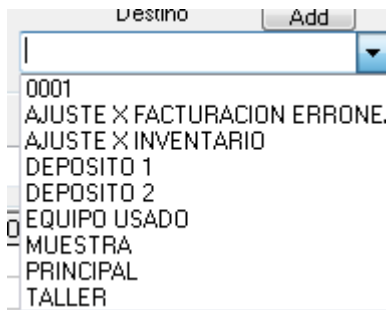 Destino Add
0001
AJUSTE X FACTURACION ERRONE.
AJUSTE X INVENTARIO
DEPOSITO 1
DEPOSITO 2
EQUIPO USADO
MUESTRA
PRINCIPAL
TALLER